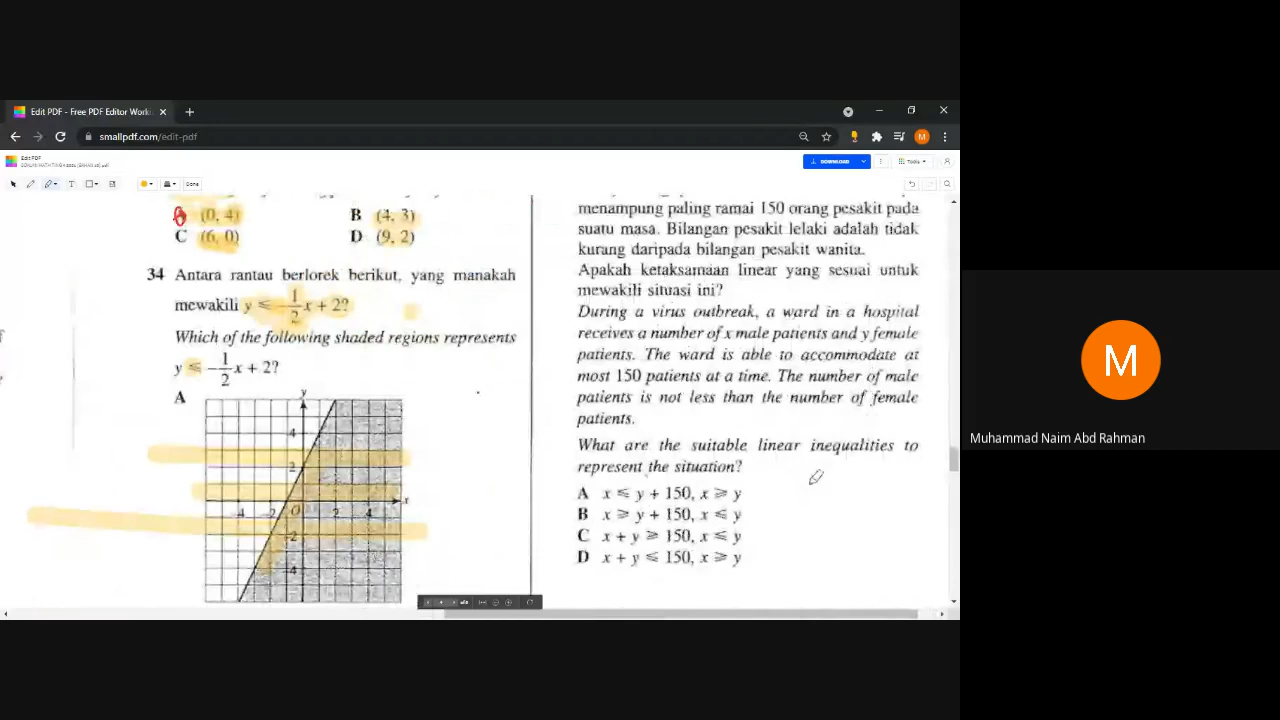 Edit PDF - Free PDF Editor Worki
smallpdf.com/edit-pdf
M
Edit PDF
DOWNLOAD
Tools
T
Done
A (0, 4)
B (4, 3)
C (6, 0)
D (9, 2)
34 Antara rantau berlorek berikut, yang manakah
mewakili y ⩽ -1/2x + 2?
Which of the following shaded regions represents
y ⩽ -1/2x + 2?
A
y
4
2
-4 -2 O 2 4 x
-2
-4
menampung paling ramai 150 orang pesakit pada
suatu masa. Bilangan pesakit lelaki adalah tidak
kurang daripada bilangan pesakit wanita.
Apakah ketaksamaan linear yang sesuai untuk
mewakili situasi ini?
During a virus outbreak, a ward in a hospital
receives a number of x male patients and y female
patients. The ward is able to accommodate at
most 150 patients at a time. The number of male
patients is not less than the number of female
patients.
What are the suitable linear inequalities to
represent the situation?
A x ⩽ y + 150, x ⩾ y
B x ⩾ y + 150, x ⩽ y
C x + y ⩾ 150, x ⩽ y
D x + y ⩽ 150, x ⩾ y
M
Muhammad Naim Abd Rahman